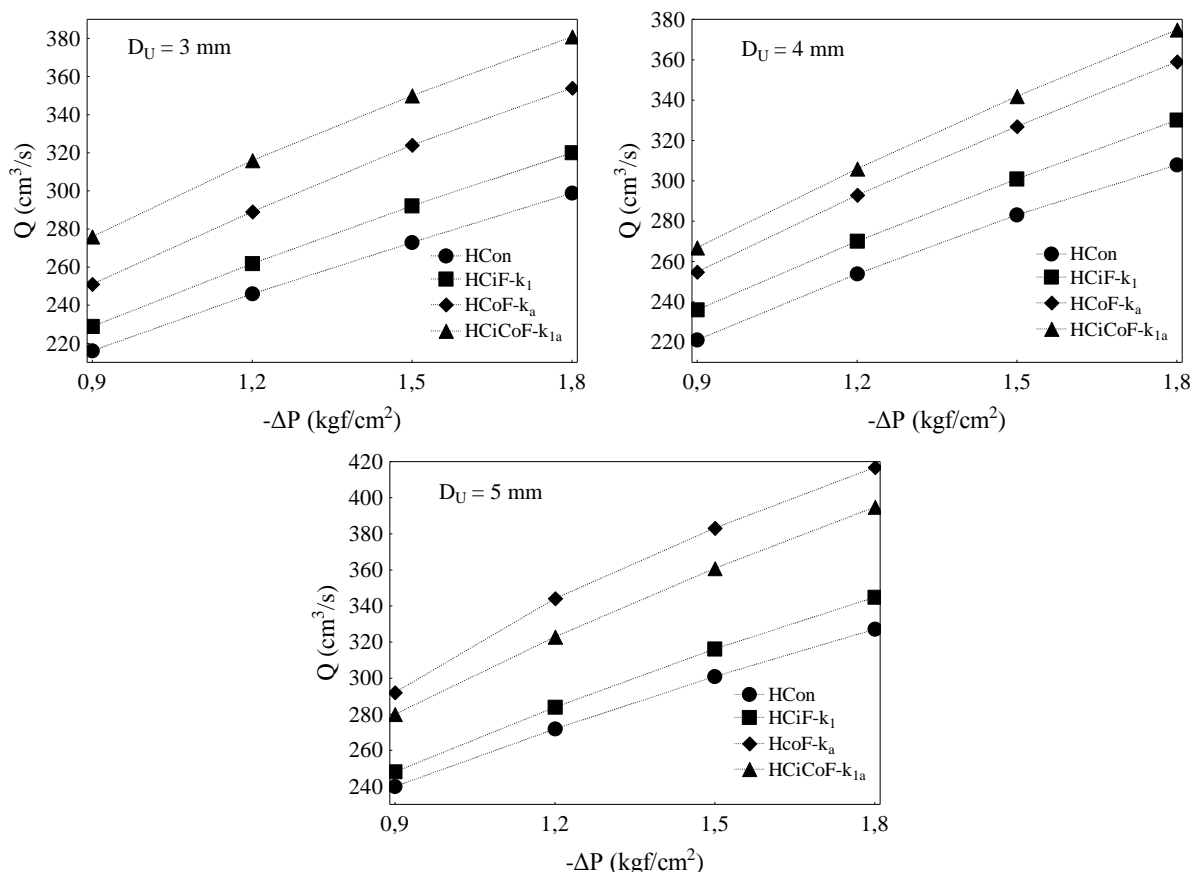 D_U = 3 mm
Q (cm³/s)
380
360
340
320
300
280
260
240
220
HCon
HCiF-k₁
HCoF-kₐ
HCiCoF-k₁ₐ
0,9 1,2 1,5 1,8
-ΔP (kgf/cm²)
D_U = 4 mm
Q (cm³/s)
380
360
340
320
300
280
260
240
220
HCon
HCiF-k₁
HCoF-kₐ
HCiCoF-k₁ₐ
0,9 1,2 1,5 1,8
-ΔP (kgf/cm²)
D_U = 5 mm
Q (cm³/s)
420
400
380
360
340
320
300
280
260
240
HCon
HCiF-k₁
HcoF-kₐ
HCiCoF-k₁ₐ
0,9 1,2 1,5 1,8
-ΔP (kgf/cm²)